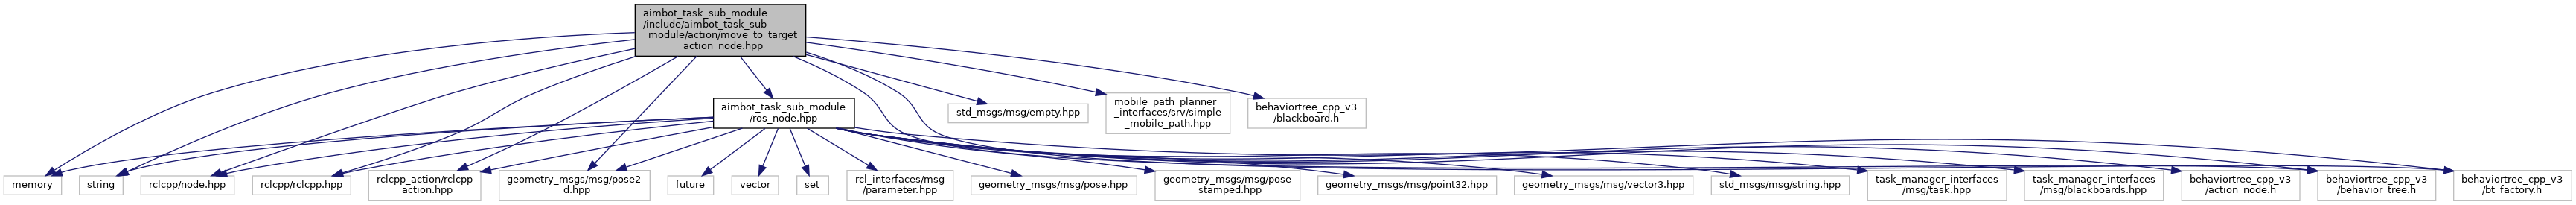 aimbot_task_sub_module
/include/aimbot_task_sub
_module/action/move_to_target
_action_node.hpp
aimbot_task_sub_module
/ros_node.hpp
std_msgs/msg/empty.hpp
mobile_path_planner
_interfaces/srv/simple
_mobile_path.hpp
behaviortree_cpp_v3
/blackboard.h
memory
string
rclcpp/node.hpp
rclcpp/rclcpp.hpp
rclcpp_action/rclcpp
_action.hpp
geometry_msgs/msg/pose2
_d.hpp
future
vector
set
rcl_interfaces/msg
/parameter.hpp
geometry_msgs/msg/pose.hpp
geometry_msgs/msg/pose
_stamped.hpp
geometry_msgs/msg/point32.hpp
geometry_msgs/msg/vector3.hpp
std_msgs/msg/string.hpp
task_manager_interfaces
/msg/task.hpp
task_manager_interfaces
/msg/blackboards.hpp
behaviortree_cpp_v3
/action_node.h
behaviortree_cpp_v3
/behavior_tree.h
behaviortree_cpp_v3
/bt_factory.h